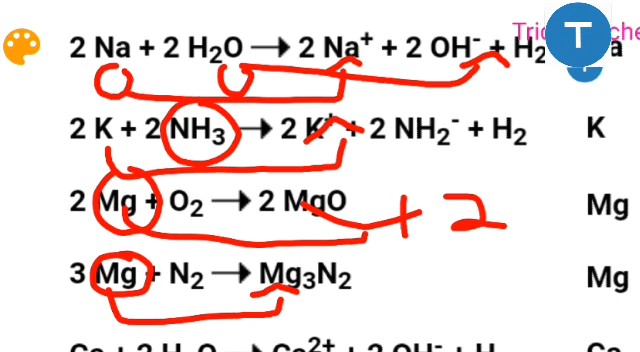 2 Na + 2 H₂O → 2 Na⁺ + 2 OH⁻ + H₂
T
2 K + 2 NH₃ → 2 K⁺ + 2 NH₂⁻ + H₂ K
2 Mg + O₂ → 2 MgO Mg
+2
3 Mg + N₂ → Mg₃N₂ Mg